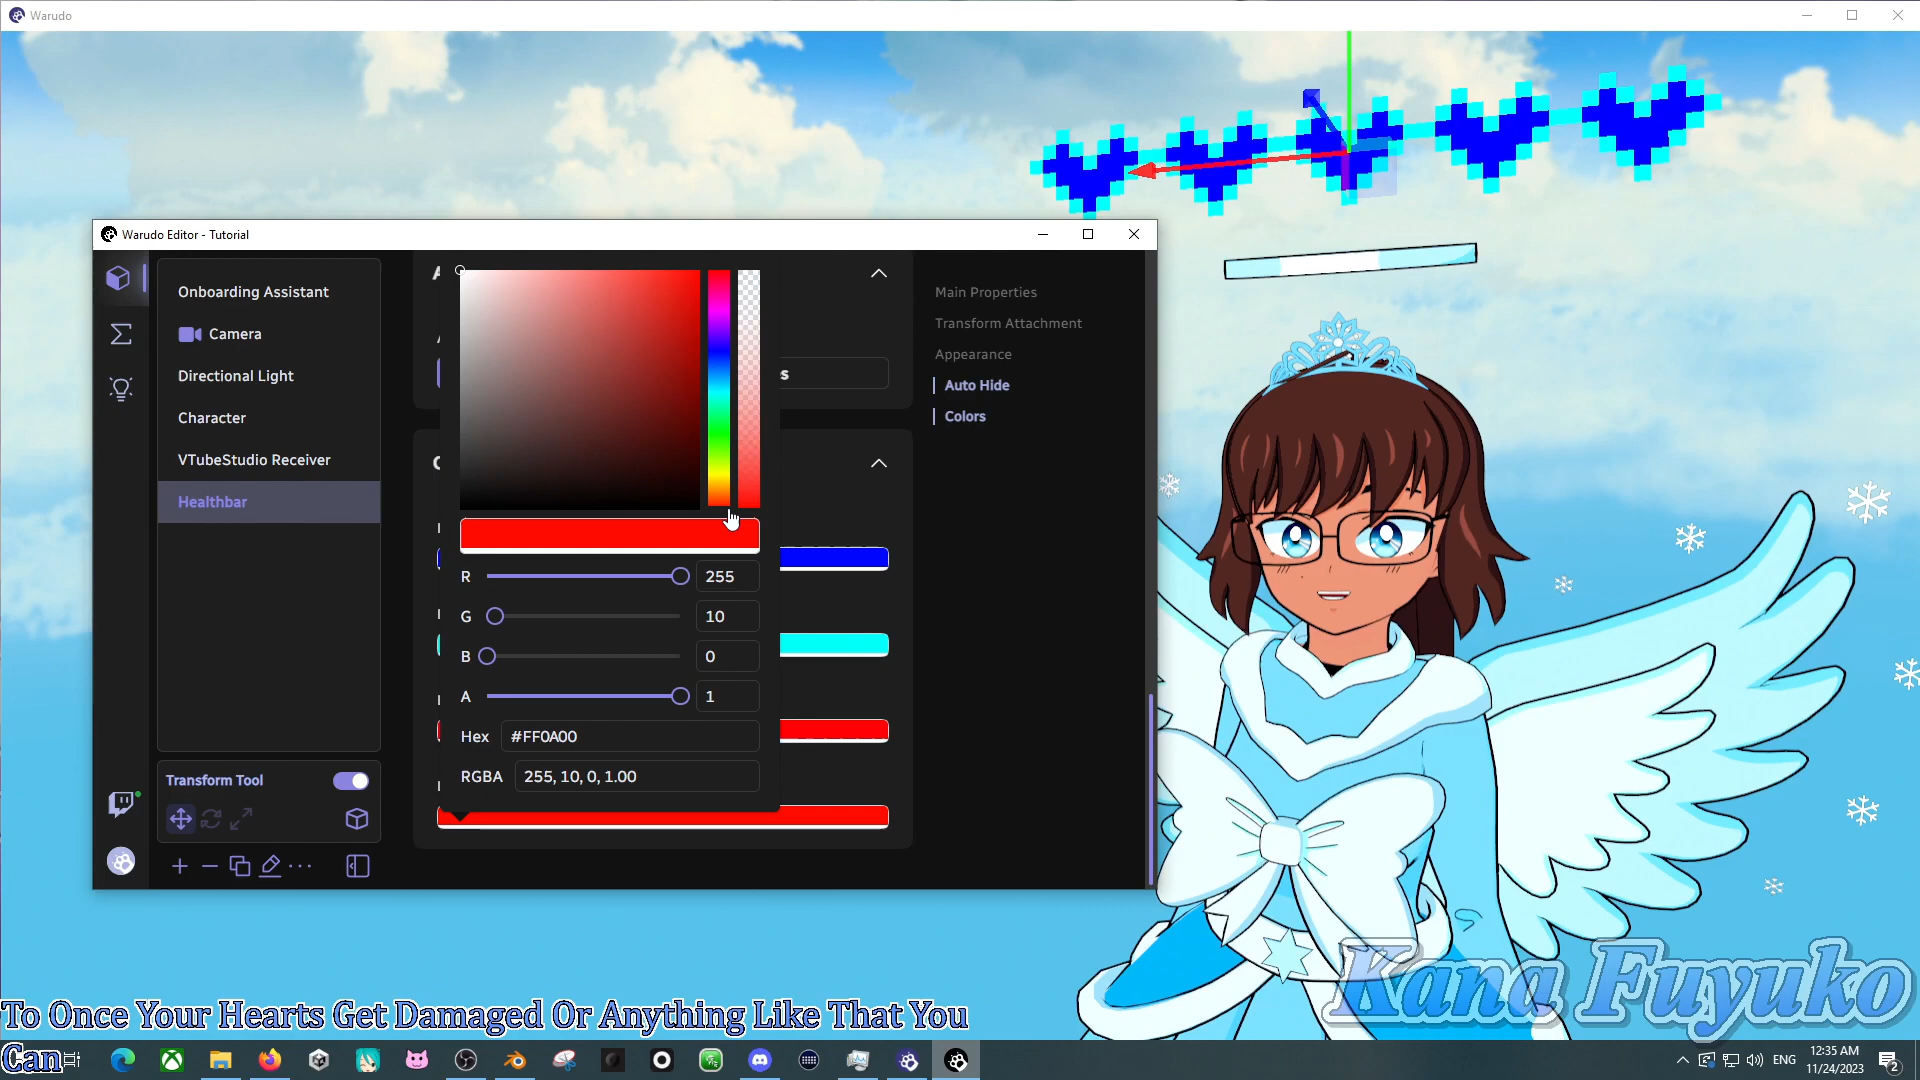 Warudo
Warudo Editor - Tutorial
Onboarding Assistant
Camera
Directional Light
Character
VTubeStudio Receiver
Healthbar
Main Properties
Transform Attachment
Appearance
Auto Hide
Colors
s
R 255
G 10
B 0
A 1
Hex #FF0A00
RGBA 255, 10, 0, 1.00
Transform Tool
Kana Fuyuko
To Once Your Hearts Get Damaged Or Anything Like That You
Can
ENG
12:35 AM
11/24/2023
2